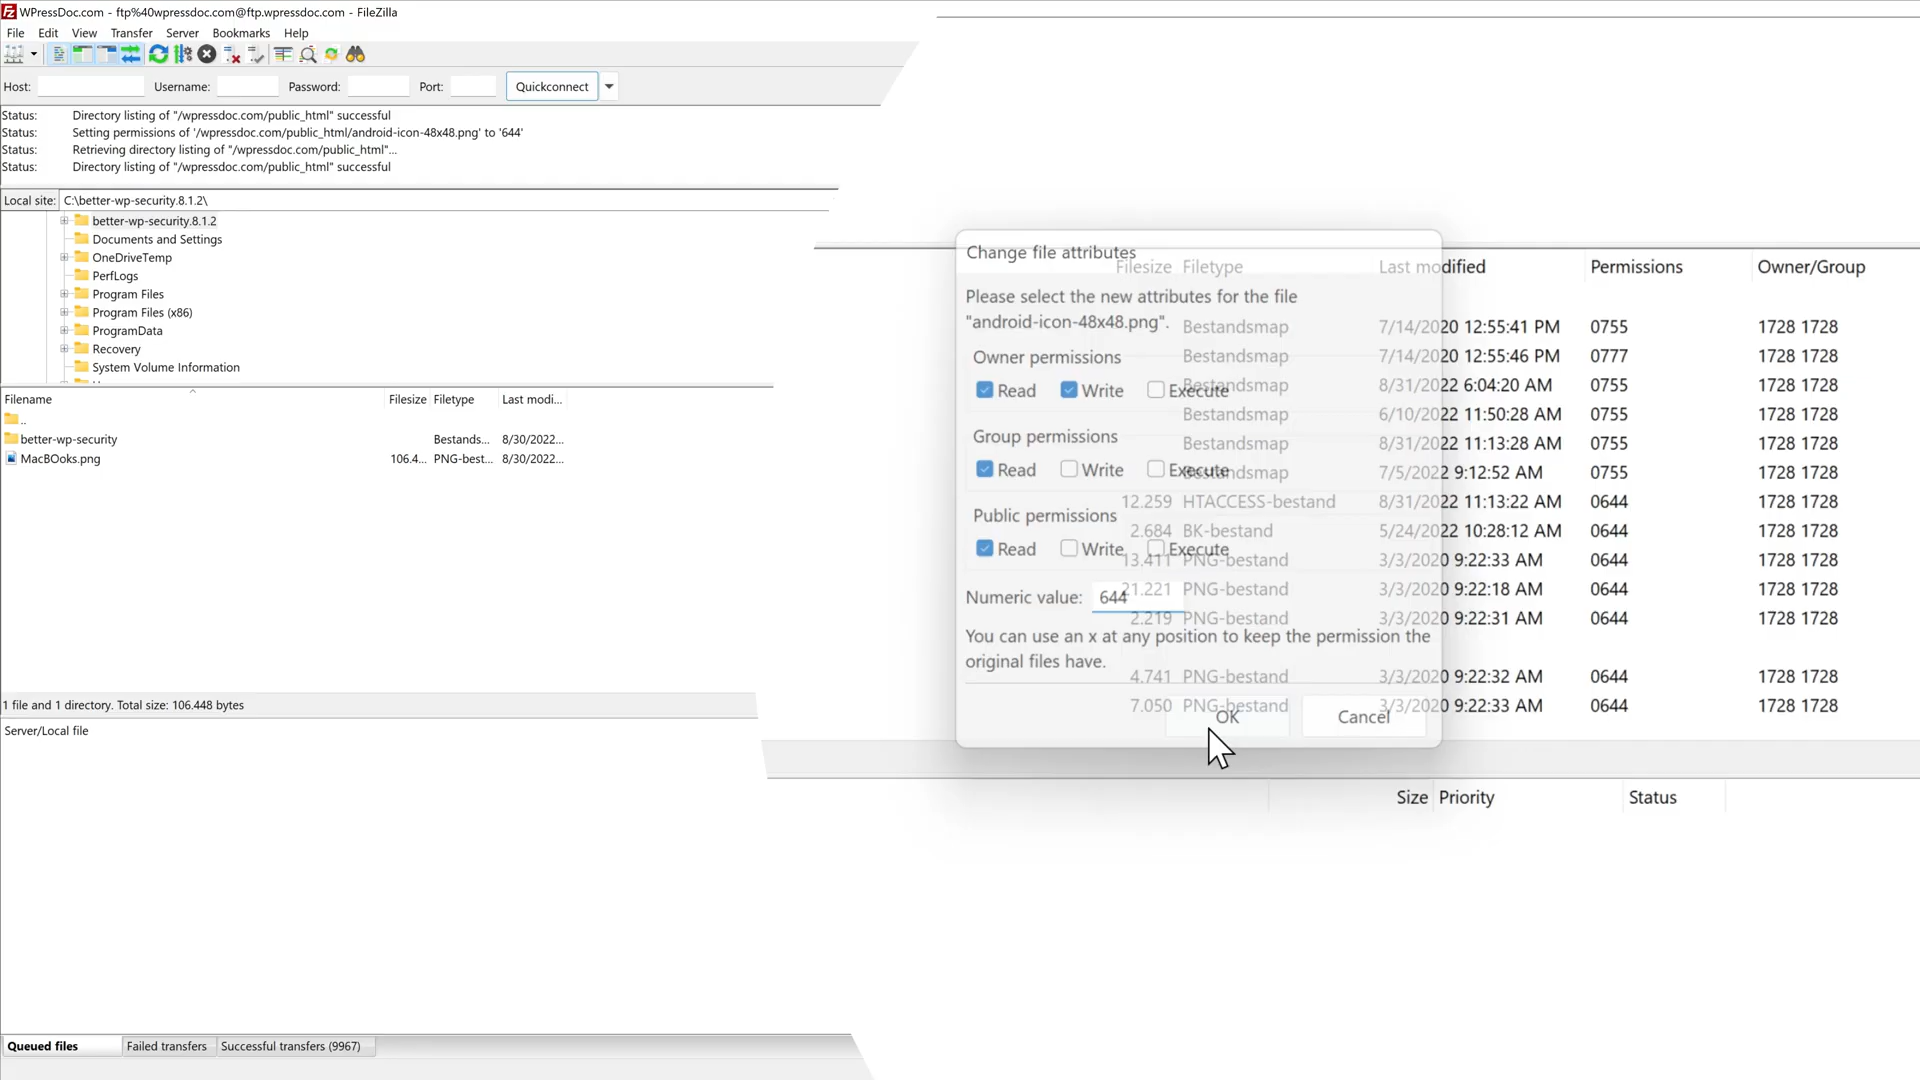 WPressDoc.com - ftp%40wpressdoc.com@ftp.wpressdoc.com - FileZilla
File Edit View Transfer Server Bookmarks Help
Host: Username: Password: Port: Quickconnect
Status: Directory listing of "/wpressdoc.com/public_html" successful
Status: Setting permissions of '/wpressdoc.com/public_html/android-icon-48x48.png' to '644'
Status: Retrieving directory listing of "/wpressdoc.com/public_html"...
Status: Directory listing of "/wpressdoc.com/public_html" successful
Local site: C:\better-wp-security.8.1.2\
better-wp-security.8.1.2
Documents and Settings
OneDriveTemp
PerfLogs
Program Files
Program Files (x86)
ProgramData
Recovery
System Volume Information
Filename Filesize Filetype Last modi...
..
better-wp-security Bestands... 8/30/2022...
MacBOoks.png 106.4... PNG-best... 8/30/2022...
1 file and 1 directory. Total size: 106.448 bytes
Server/Local file
Queued files Failed transfers Successful transfers (9967)
Change file attributes
Please select the new attributes for the file
"android-icon-48x48.png".
Owner permissions
Read Write Execute
Group permissions
Read Write Execute
Public permissions
Read Write Execute
Numeric value: 644
You can use an x at any position to keep the permission the
original files have.
OK Cancel
Filesize Filetype Last modified Permissions Owner/Group
Bestandsmap 7/14/2020 12:55:41 PM 0755 1728 1728
Bestandsmap 7/14/2020 12:55:46 PM 0777 1728 1728
Bestandsmap 8/31/2022 6:04:20 AM 0755 1728 1728
Bestandsmap 6/10/2022 11:50:28 AM 0755 1728 1728
Bestandsmap 8/31/2022 11:13:28 AM 0755 1728 1728
Bestandsmap 7/5/2022 9:12:52 AM 0755 1728 1728
12.259 HTACCESS-bestand 8/31/2022 11:13:22 AM 0644 1728 1728
2.684 BK-bestand 5/24/2022 10:28:12 AM 0644 1728 1728
13.411 PNG-bestand 3/3/2020 9:22:33 AM 0644 1728 1728
21.221 PNG-bestand 3/3/2020 9:22:18 AM 0644 1728 1728
2.219 PNG-bestand 3/3/2020 9:22:31 AM 0644 1728 1728
4.741 PNG-bestand 3/3/2020 9:22:32 AM 0644 1728 1728
7.050 PNG-bestand 3/3/2020 9:22:33 AM 0644 1728 1728
Size Priority Status